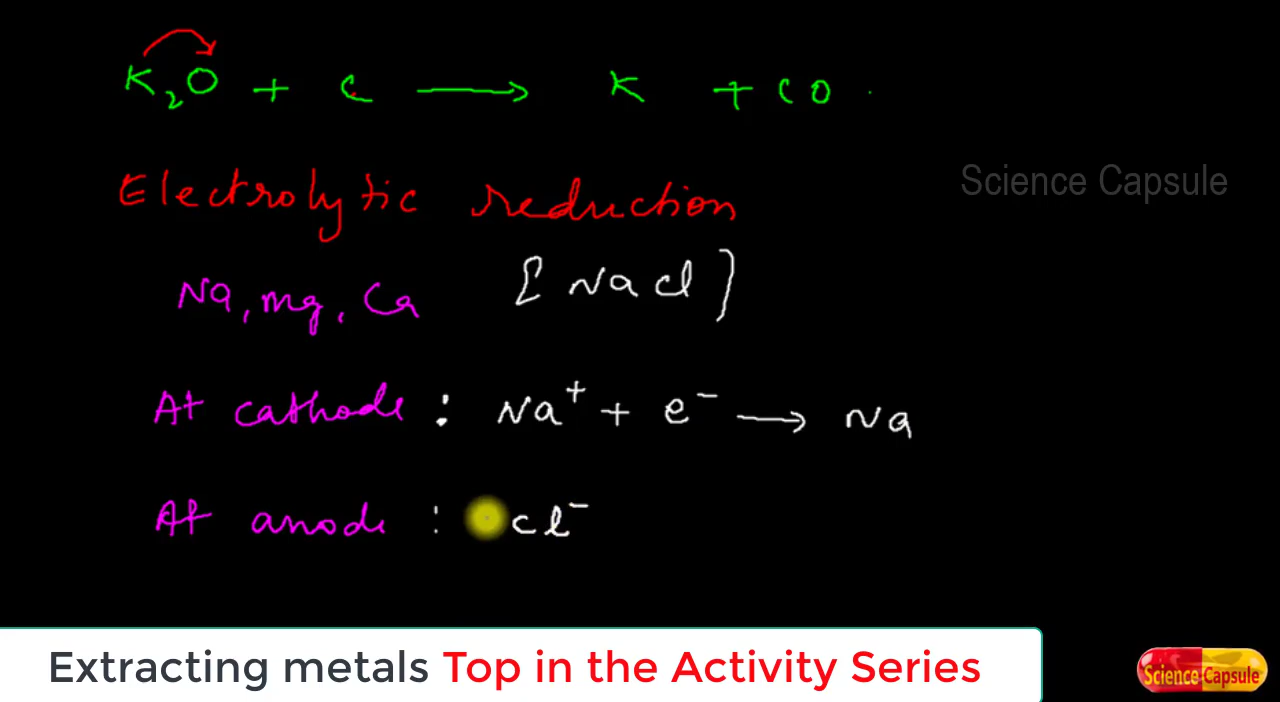 K₂O + C → K + CO
Science Capsule
Electrolytic reduction
Na, mg, Ca [NaCl]
At cathode : Na⁺ + e⁻ → Na
At anode : Cl⁻
Extracting metals Top in the Activity Series
Science Capsule